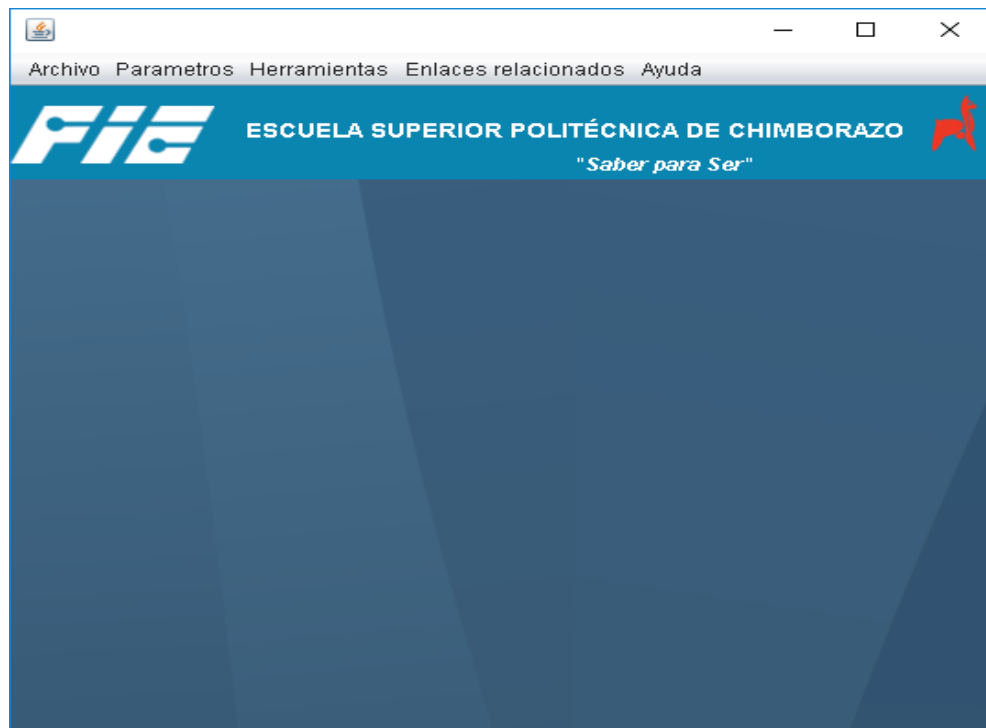 Archivo Parametros Herramientas Enlaces relacionados Ayuda
FIE ESCUELA SUPERIOR POLITÉCNICA DE CHIMBORAZO
"Saber para Ser"